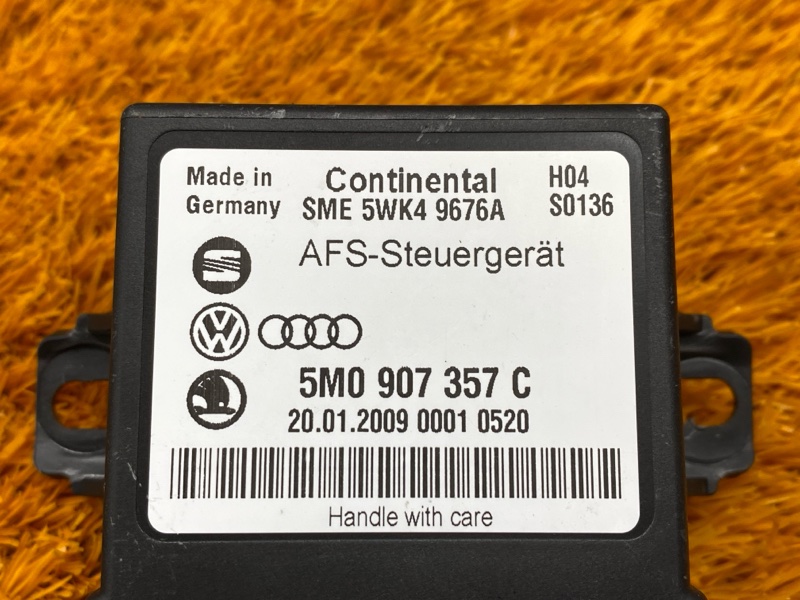 Made in
Germany
Continental
SME 5WK4 9676A
H04
S0136
AFS-Steuergerät
5M0 907 357 C
20.01.2009 0001 0520
Handle with care